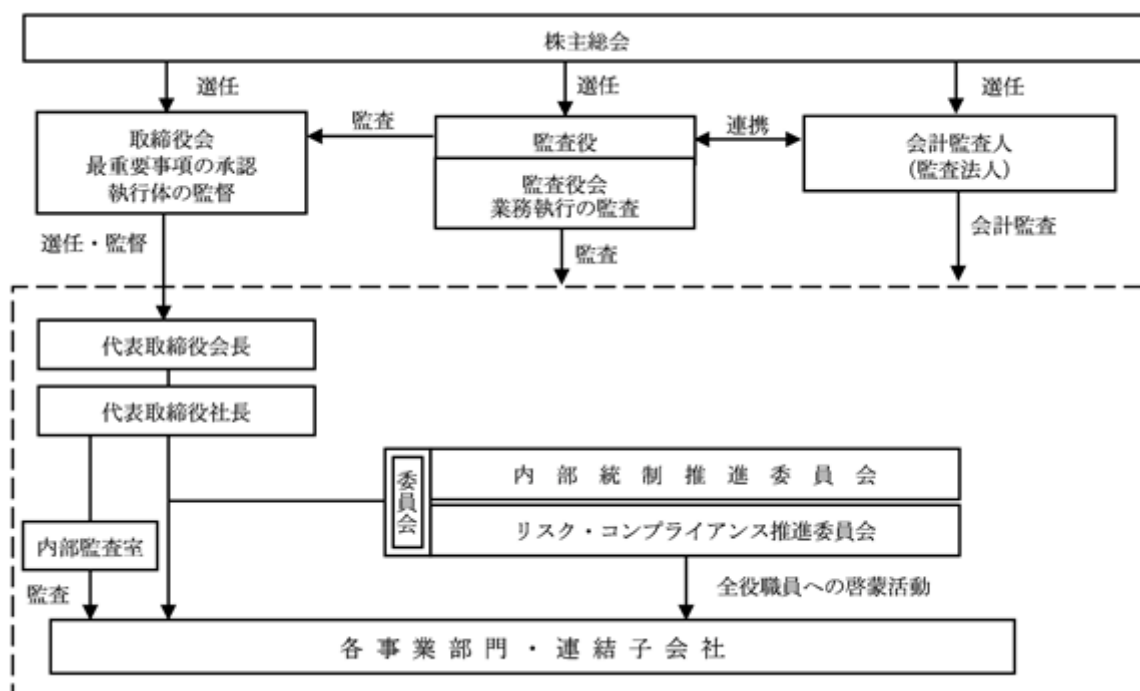 株主総会
選任
選任
選任
取締役会
最重要事項の承認
執行体の監督
監査
監査役
監査役会
業務執行の監査
連携
会計監査人
(監査法人)
選任・監督
監査
会計監査
代表取締役会長
代表取締役社長
委員会
内部統制推進委員会
リスク・コンプライアンス推進委員会
内部監査室
監査
全役職員への啓蒙活動
各事業部門・連結子会社